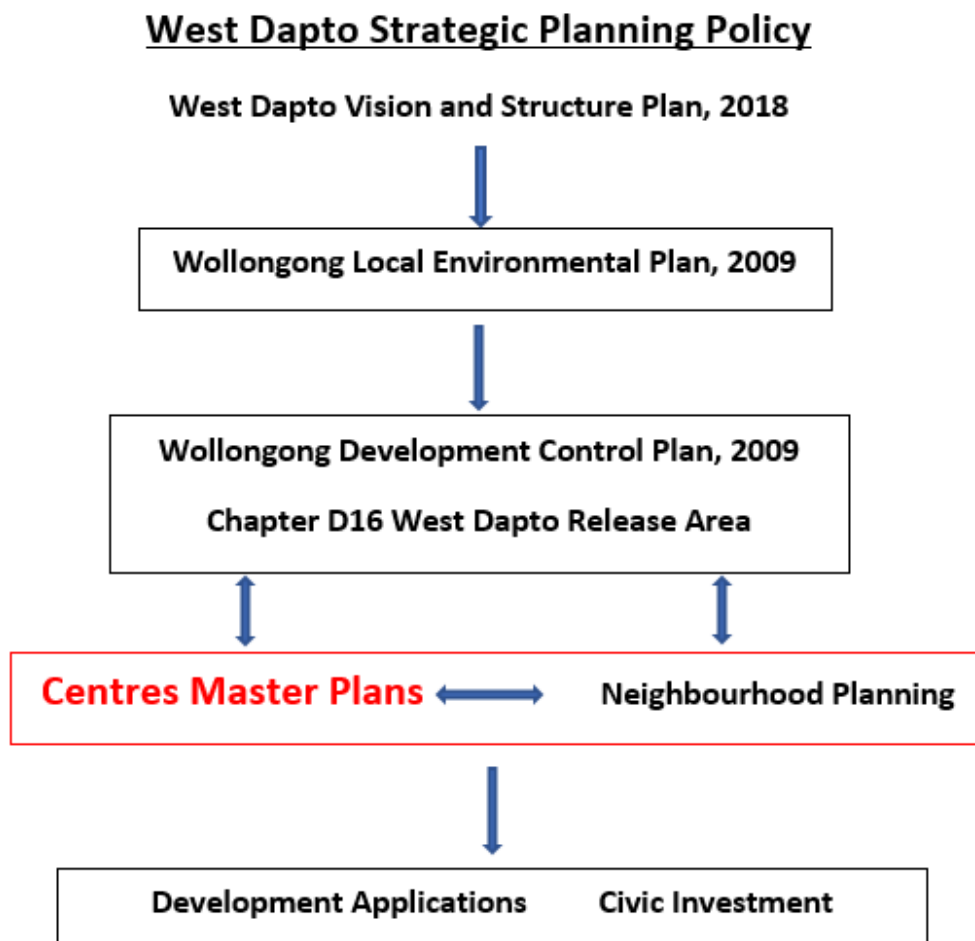 West Dapto Strategic Planning Policy
West Dapto Vision and Structure Plan, 2018
Wollongong Local Environmental Plan, 2009
Wollongong Development Control Plan, 2009
Chapter D16 West Dapto Release Area
Centres Master Plans Neighbourhood Planning
Development Applications Civic Investment